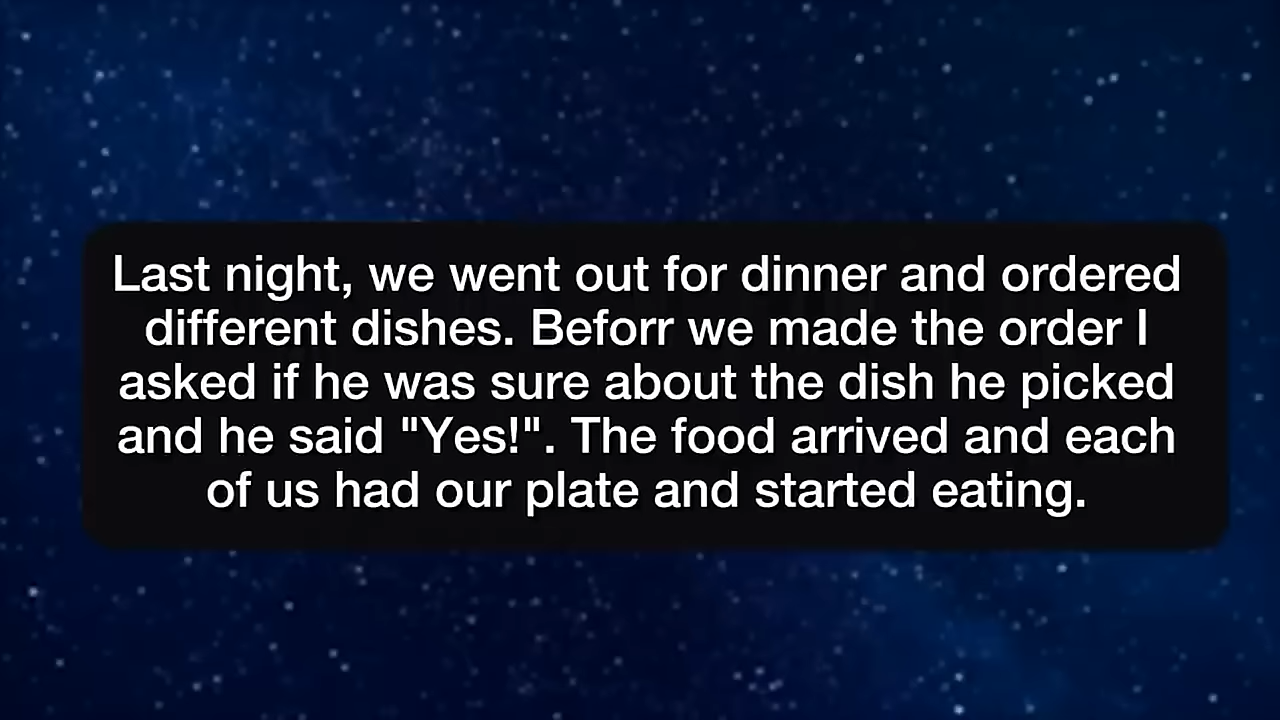 Last night, we went out for dinner and ordered
different dishes. Beforr we made the order I
asked if he was sure about the dish he picked
and he said "Yes!". The food arrived and each
of us had our plate and started eating.